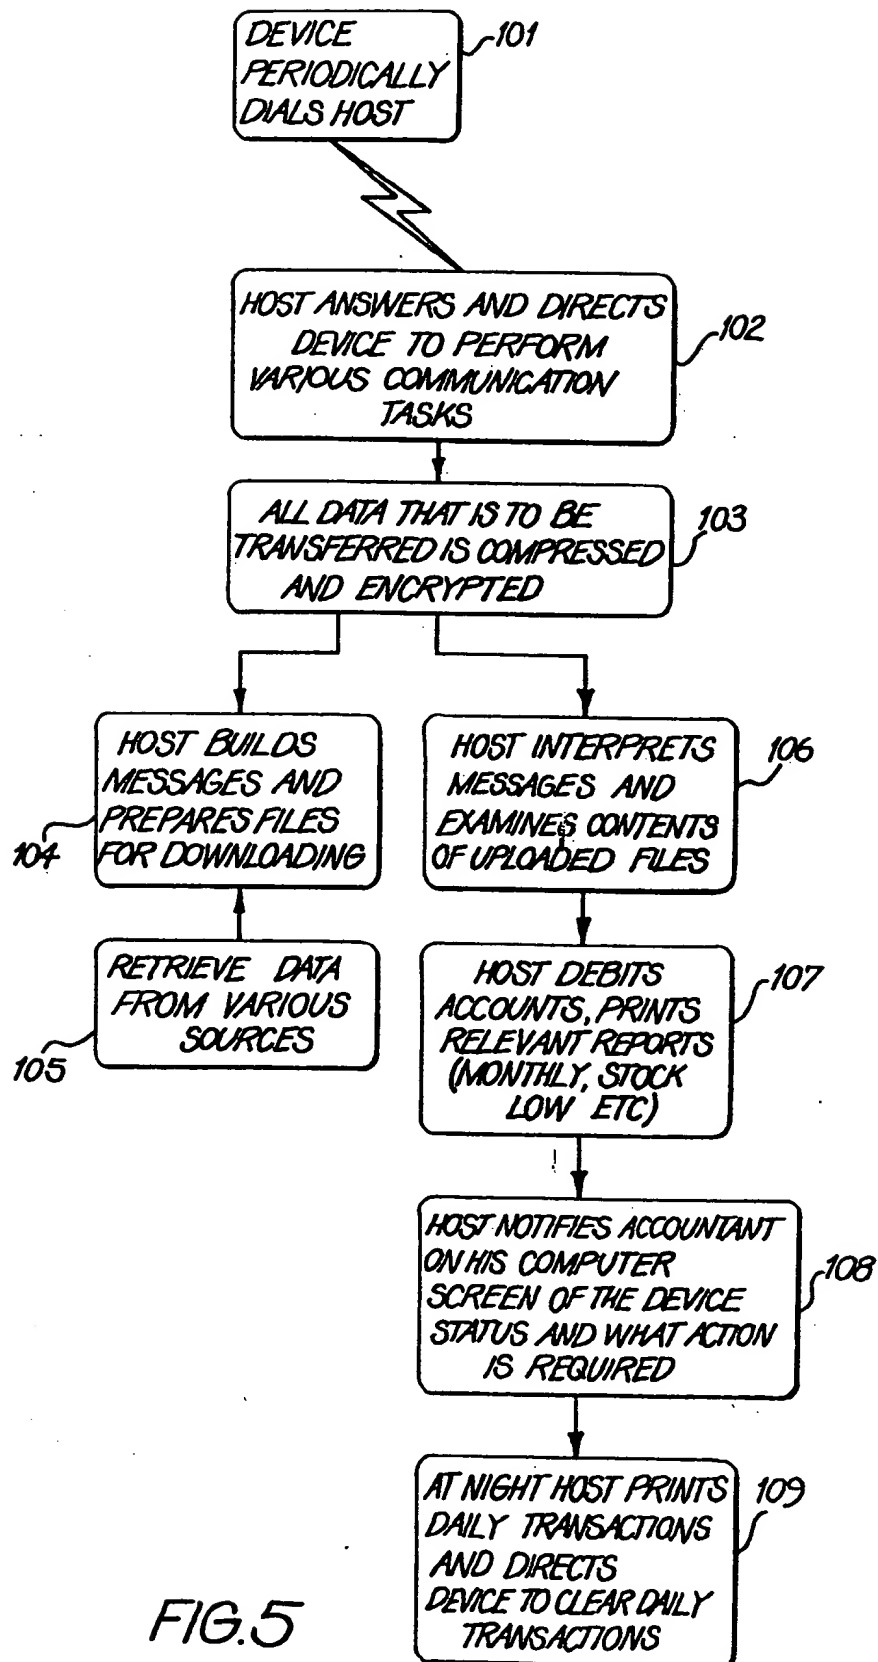 DEVICE
PERIODICALLY
DIALS HOST
101
HOST ANSWERS AND DIRECTS
DEVICE TO PERFORM
VARIOUS COMMUNICATION
TASKS
102
ALL DATA THAT IS TO BE
TRANSFERRED IS COMPRESSED
AND ENCRYPTED
103
HOST BUILDS
MESSAGES AND
PREPARES FILES
FOR DOWNLOADING
104
RETRIEVE DATA
FROM VARIOUS
SOURCES
105
HOST INTERPRETS
MESSAGES AND
EXAMINES CONTENTS
OF UPLOADED FILES
106
HOST DEBITS
ACCOUNTS, PRINTS
RELEVANT REPORTS
(MONTHLY, STOCK
LOW ETC)
107
HOST NOTIFIES ACCOUNTANT
ON HIS COMPUTER
SCREEN OF THE DEVICE
STATUS AND WHAT ACTION
IS REQUIRED
108
AT NIGHT HOST PRINTS
DAILY TRANSACTIONS
AND DIRECTS
DEVICE TO CLEAR DAILY
TRANSACTIONS
109
FIG.5